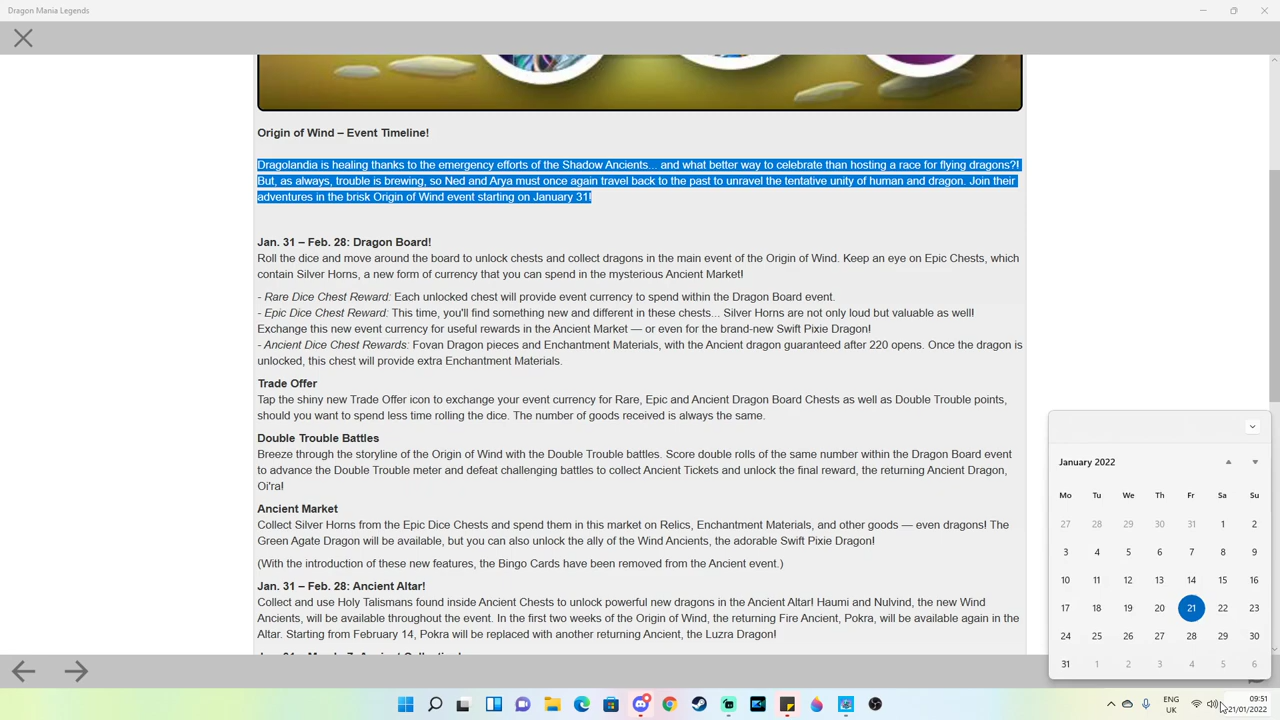 Dragon Mania Legends
Origin of Wind – Event Timeline!
Dragolandia is healing thanks to the emergency efforts of the Shadow Ancients... and what better way to celebrate than hosting a race for flying dragons?!
But, as always, trouble is brewing, so Ned and Arya must once again travel back to the past to unravel the tentative unity of human and dragon. Join their
adventures in the brisk Origin of Wind event starting on January 31!
Jan. 31 – Feb. 28: Dragon Board!
Roll the dice and move around the board to unlock chests and collect dragons in the main event of the Origin of Wind. Keep an eye on Epic Chests, which
contain Silver Horns, a new form of currency that you can spend in the mysterious Ancient Market!
- Rare Dice Chest Reward: Each unlocked chest will provide event currency to spend within the Dragon Board event.
- Epic Dice Chest Reward: This time, you'll find something new and different in these chests... Silver Horns are not only loud but valuable as well!
Exchange this new event currency for useful rewards in the Ancient Market — or even for the brand-new Swift Pixie Dragon!
- Ancient Dice Chest Rewards: Fovan Dragon pieces and Enchantment Materials, with the Ancient dragon guaranteed after 220 opens. Once the dragon is
unlocked, this chest will provide extra Enchantment Materials.
Trade Offer
Tap the shiny new Trade Offer icon to exchange your event currency for Rare, Epic and Ancient Dragon Board Chests as well as Double Trouble points,
should you want to spend less time rolling the dice. The number of goods received is always the same.
Double Trouble Battles
Breeze through the storyline of the Origin of Wind with the Double Trouble battles. Score double rolls of the same number within the Dragon Board event
to advance the Double Trouble meter and defeat challenging battles to collect Ancient Tickets and unlock the final reward, the returning Ancient Dragon,
Oi'ra!
Ancient Market
Collect Silver Horns from the Epic Dice Chests and spend them in this market on Relics, Enchantment Materials, and other goods — even dragons! The
Green Agate Dragon will be available, but you can also unlock the ally of the Wind Ancients, the adorable Swift Pixie Dragon!
(With the introduction of these new features, the Bingo Cards have been removed from the Ancient event.)
Jan. 31 – Feb. 28: Ancient Altar!
Collect and use Holy Talismans found inside Ancient Chests to unlock powerful new dragons in the Ancient Altar! Haumi and Nulvind, the new Wind
Ancients, will be available throughout the event. In the first two weeks of the Origin of Wind, the returning Fire Ancient, Pokra, will be available again in the
Altar. Starting from February 14, Pokra will be replaced with another returning Ancient, the Luzra Dragon!
January 2022
Mo Tu We Th Fr Sa Su
27 28 29 30 31 1 2
3 4 5 6 7 8 9
10 11 12 13 14 15 16
17 18 19 20 21 22 23
24 25 26 27 28 29 30
31 1 2 3 4 5 6
ENG
UK
09:51
21/01/2022